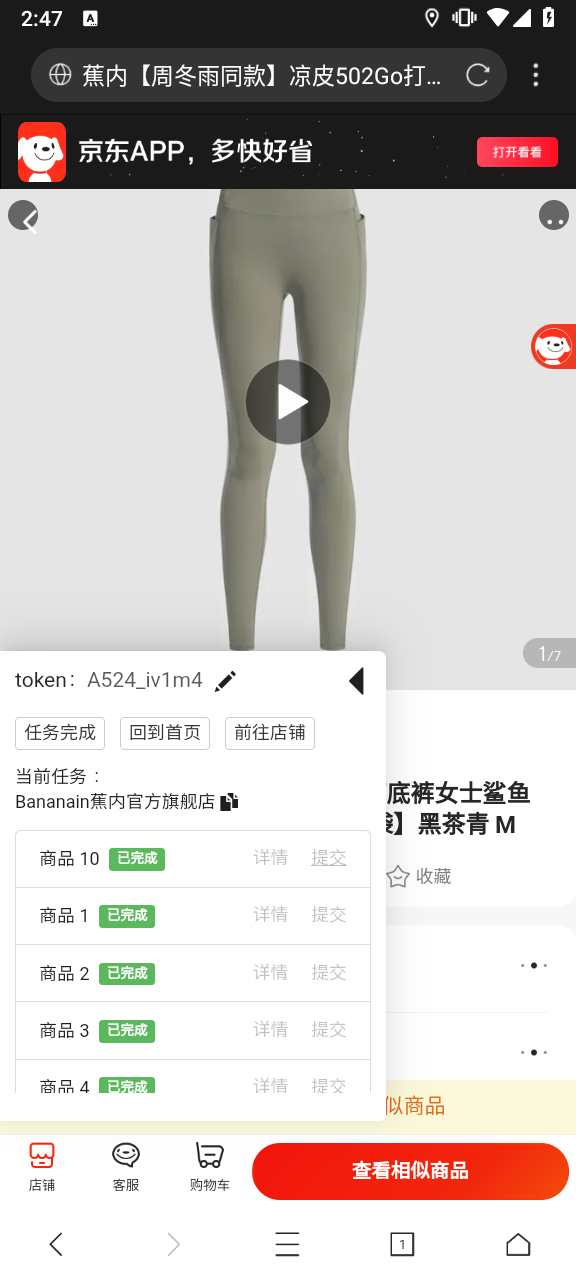 2:47 A
蕉内【周冬雨同款】凉皮502Go打...
京东APP，多快好省
打开看看
1/7
token： A524_iv1m4
任务完成 回到首页 前往店铺
当前任务：
Bananain蕉内官方旗舰店
底裤女士鲨鱼
】黑茶青 M
收藏
商品 10 已完成 详情 提交
商品 1 已完成 详情 提交
商品 2 已完成 详情 提交
商品 3 已完成 详情 提交
商品 4 已完成 详情 提交
似商品
店铺 客服 购物车 查看相似商品
1